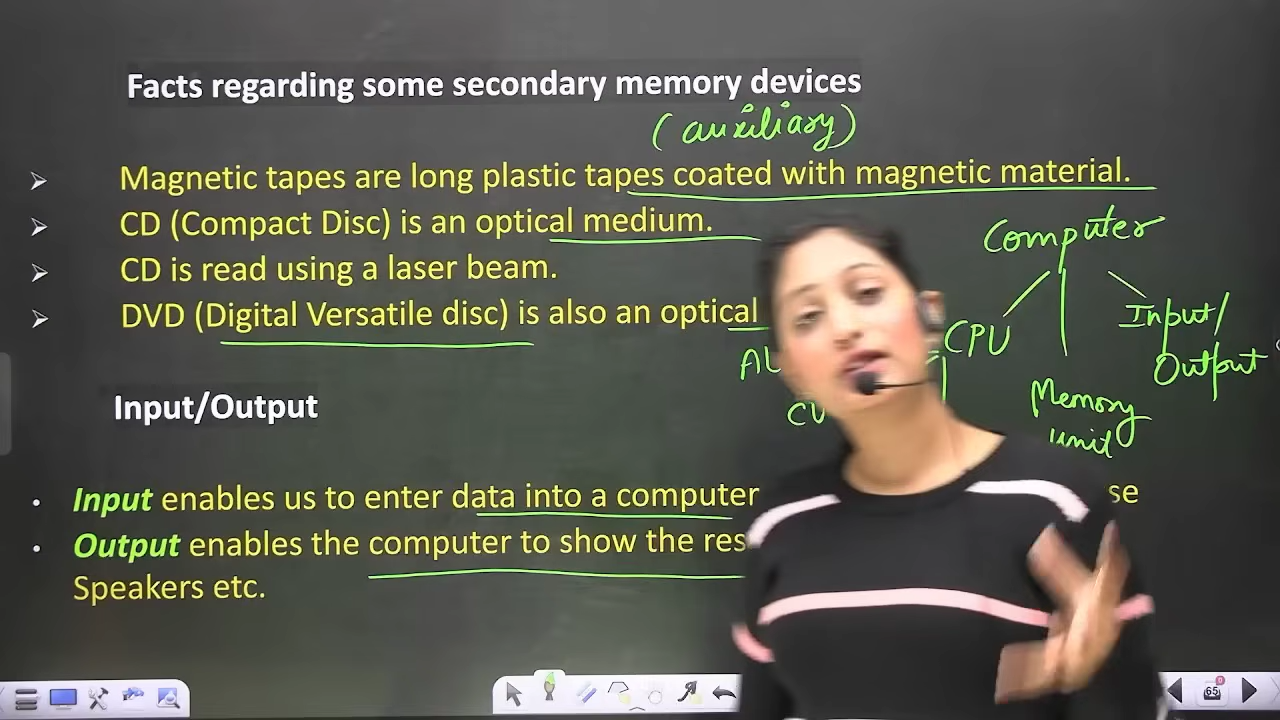 Facts regarding some secondary memory devices
(auxiliary)
➢ Magnetic tapes are long plastic tapes coated with magnetic material.
➢ CD (Compact Disc) is an optical medium.
➢ CD is read using a laser beam.
➢ DVD (Digital Versatile disc) is also an optical
Computer
CPU
Input/
Output
Memory
unit
Input/Output
• Input enables us to enter data into a computer
• Output enables the computer to show the
Speakers etc.
65